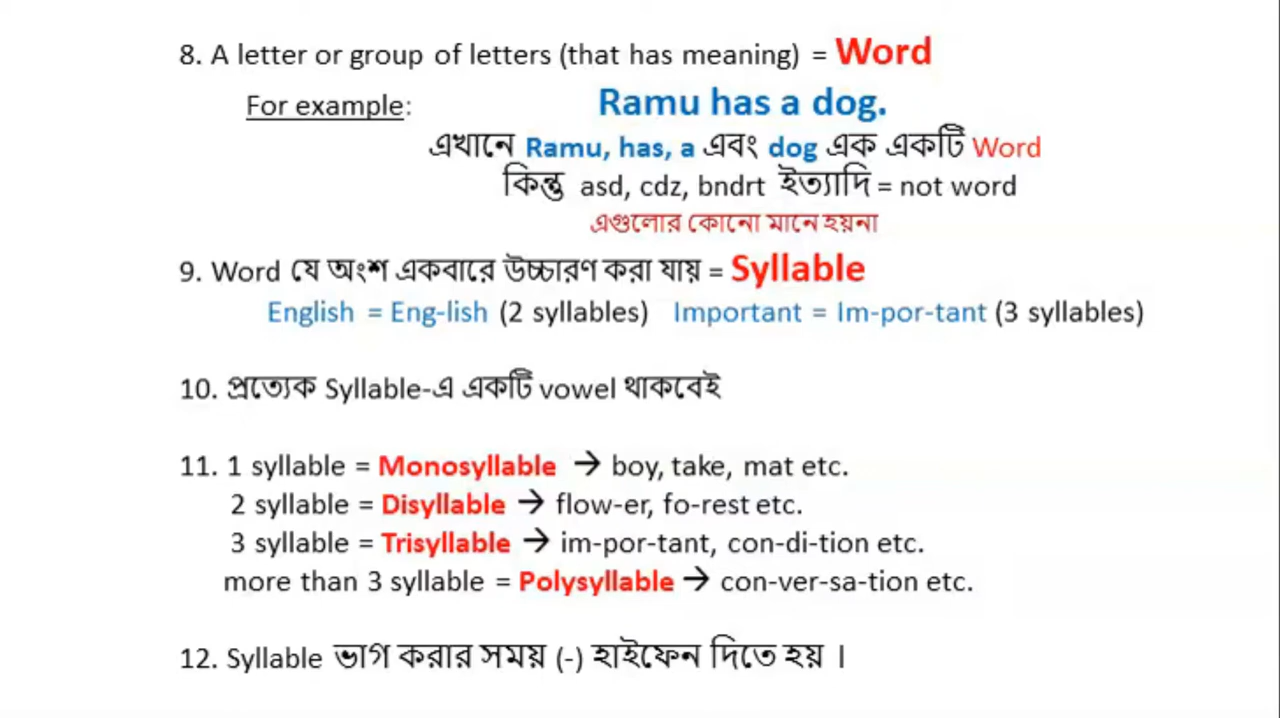 8. A letter or group of letters (that has meaning) = Word
For example: Ramu has a dog.
এখানে Ramu, has, a এবং dog এক একটি Word
কিন্তু asd, cdz, bndrt ইত্যাদি = not word
এগুলোর কোনো মানে হয়না
9. Word যে অংশ একবারে উচ্চারণ করা যায় = Syllable
English = Eng-lish (2 syllables) Important = Im-por-tant (3 syllables)
10. প্রত্যেক Syllable-এ একটি vowel থাকবেই
11. 1 syllable = Monosyllable → boy, take, mat etc.
2 syllable = Disyllable → flow-er, fo-rest etc.
3 syllable = Trisyllable → im-por-tant, con-di-tion etc.
more than 3 syllable = Polysyllable → con-ver-sa-tion etc.
12. Syllable ভাগ করার সময় (-) হাইফেন দিতে হয় ।